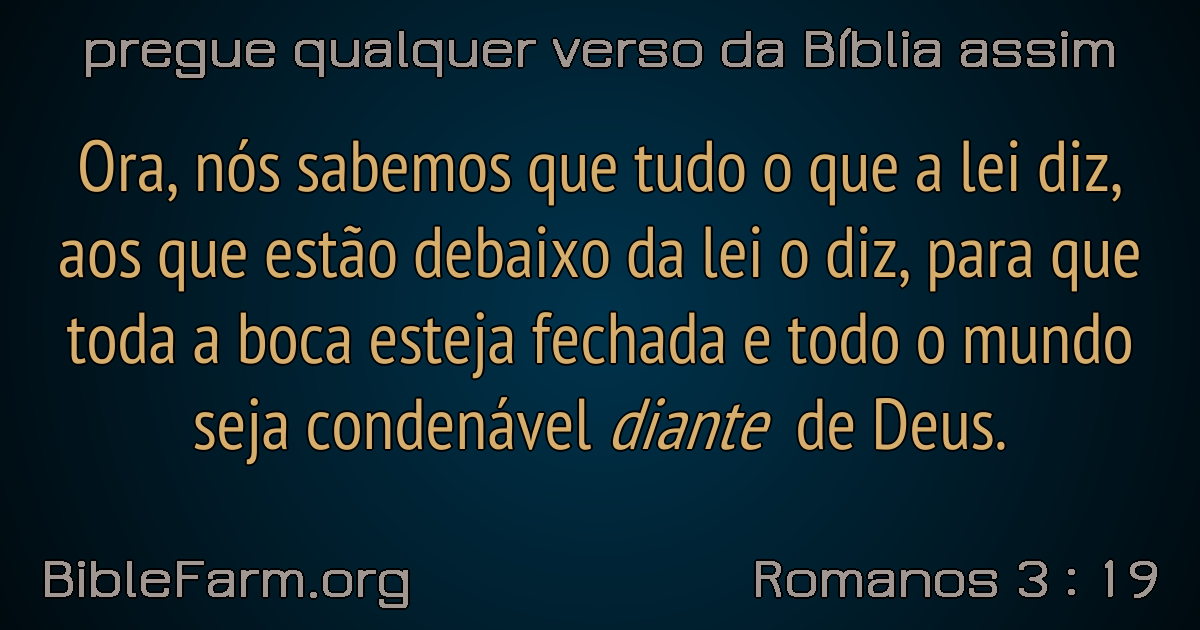 pregue qualquer verso da Bíblia assim
Ora, nós sabemos que tudo o que a lei diz,
aos que estão debaixo da lei o diz, para que
toda a boca esteja fechada e todo o mundo
seja condenável diante de Deus.
BibleFarm.org
Romanos 3 : 19